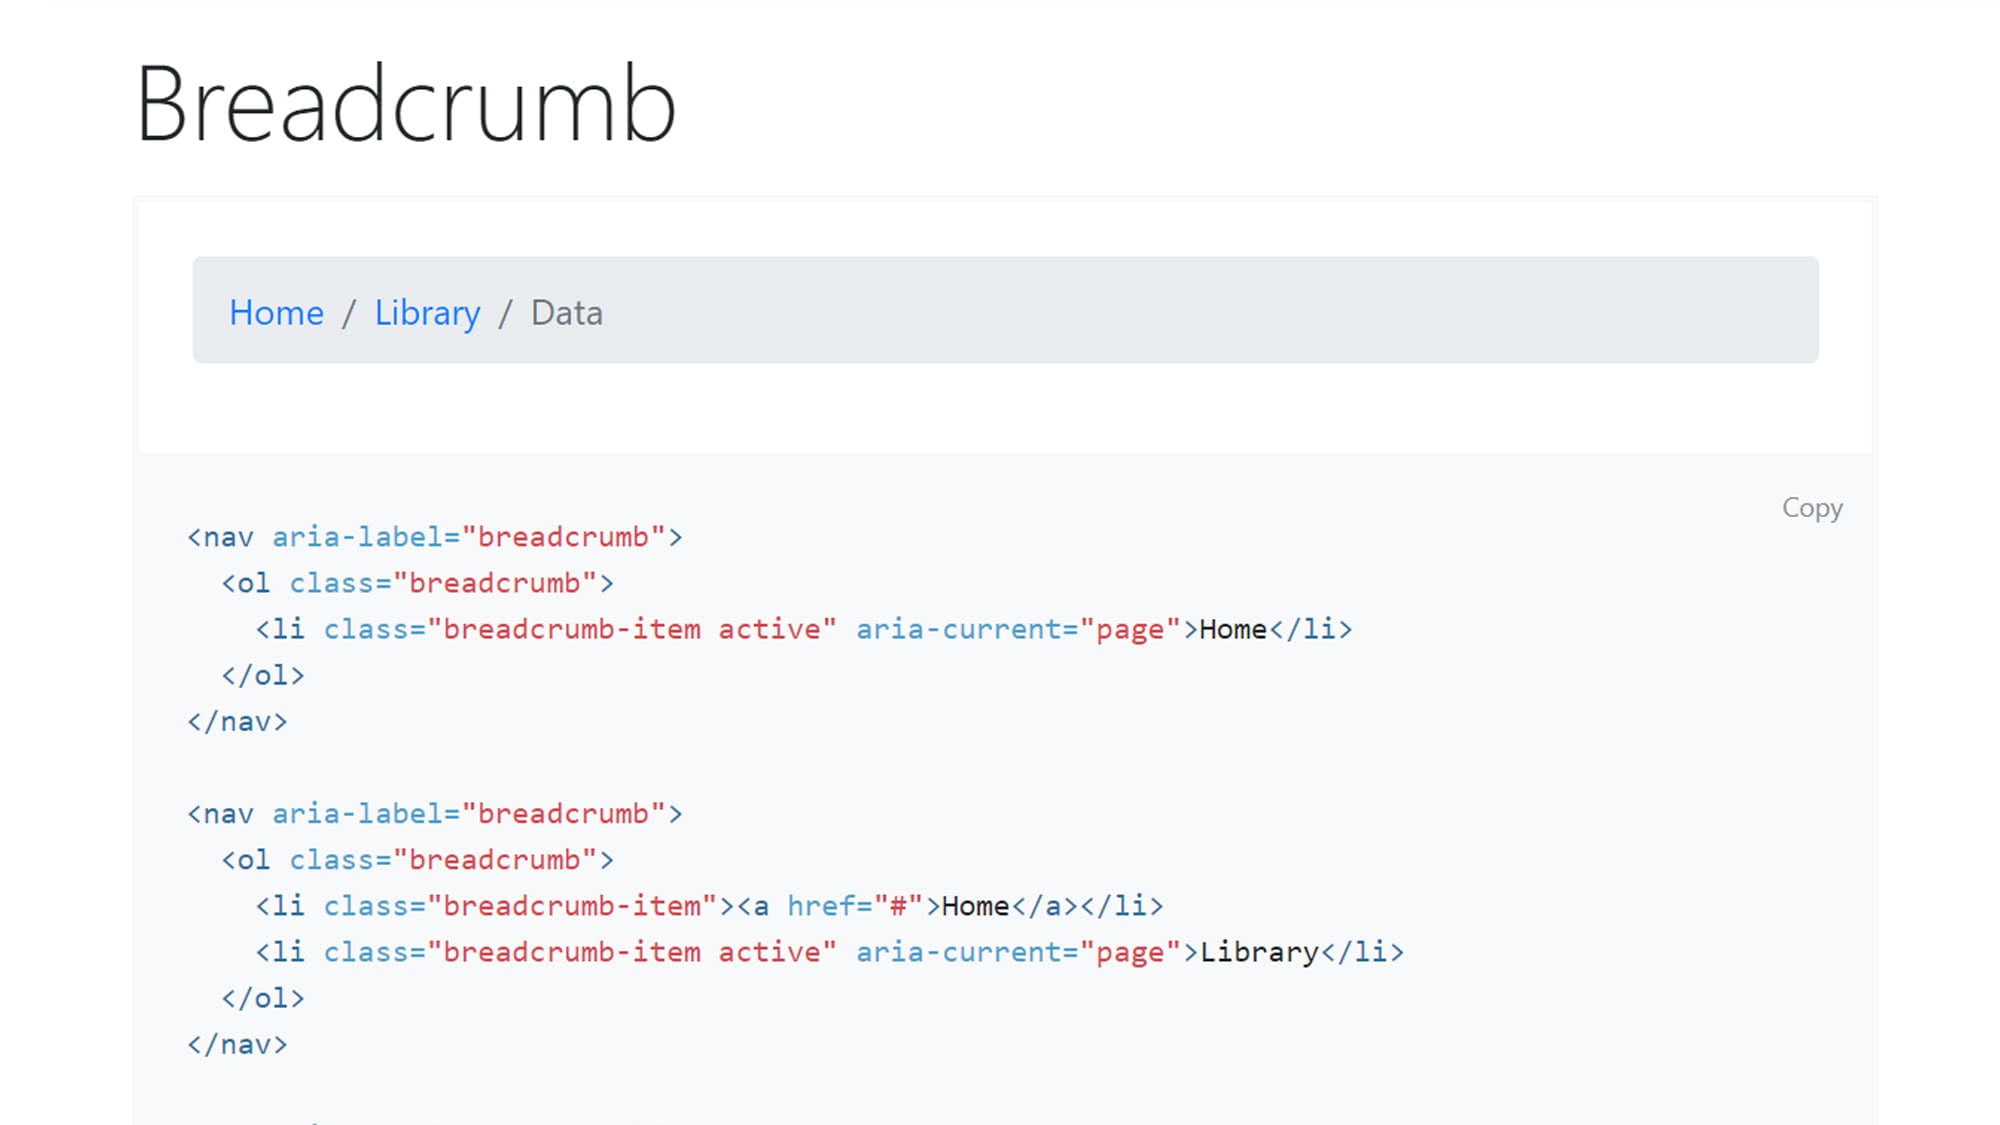 Breadcrumb
Home / Library / Data
Copy
<nav aria-label="breadcrumb">
  <ol class="breadcrumb">
    <li class="breadcrumb-item active" aria-current="page">Home</li>
  </ol>
</nav>
<nav aria-label="breadcrumb">
  <ol class="breadcrumb">
    <li class="breadcrumb-item"><a href="#">Home</a></li>
    <li class="breadcrumb-item active" aria-current="page">Library</li>
  </ol>
</nav>